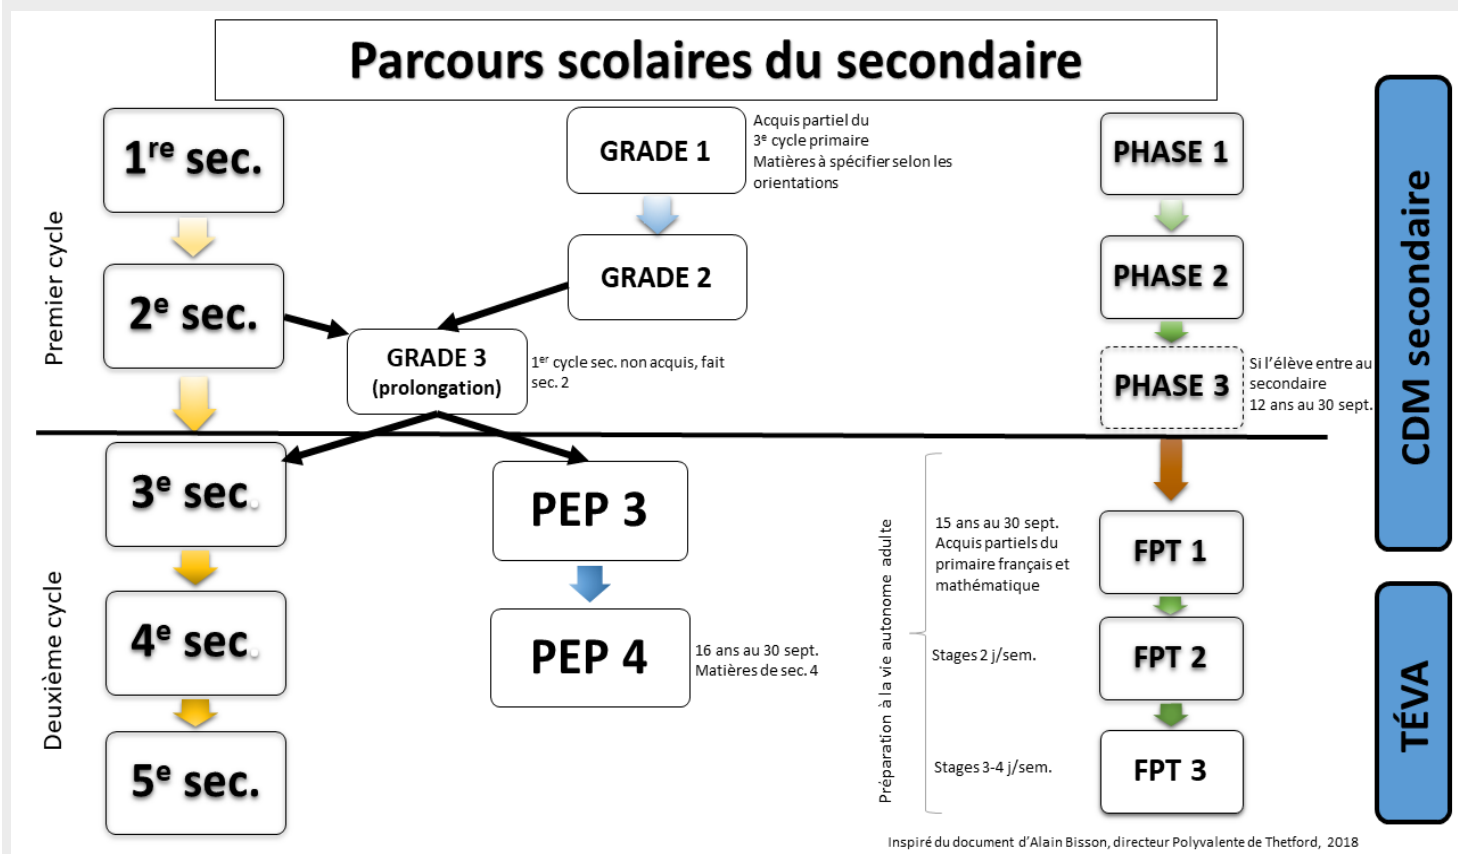 Parcours scolaires du secondaire
Premier cycle
1re sec.
2e sec.
GRADE 1
Acquis partiel du
3e cycle primaire
Matières à spécifier selon les
orientations
GRADE 2
GRADE 3
(prolongation)
1er cycle sec. non acquis, fait
sec. 2
PHASE 1
PHASE 2
PHASE 3
Si l'élève entre au
secondaire
12 ans au 30 sept.
CDM secondaire
Deuxième cycle
3e sec.
4e sec.
5e sec.
PEP 3
PEP 4
16 ans au 30 sept.
Matières de sec. 4
Préparation à la vie autonome adulte
15 ans au 30 sept.
Acquis partiels du
primaire français et
mathématique
Stages 2 j/sem.
Stages 3-4 j/sem.
FPT 1
FPT 2
FPT 3
TÉVA
Inspiré du document d'Alain Bisson, directeur Polyvalente de Thetford, 2018